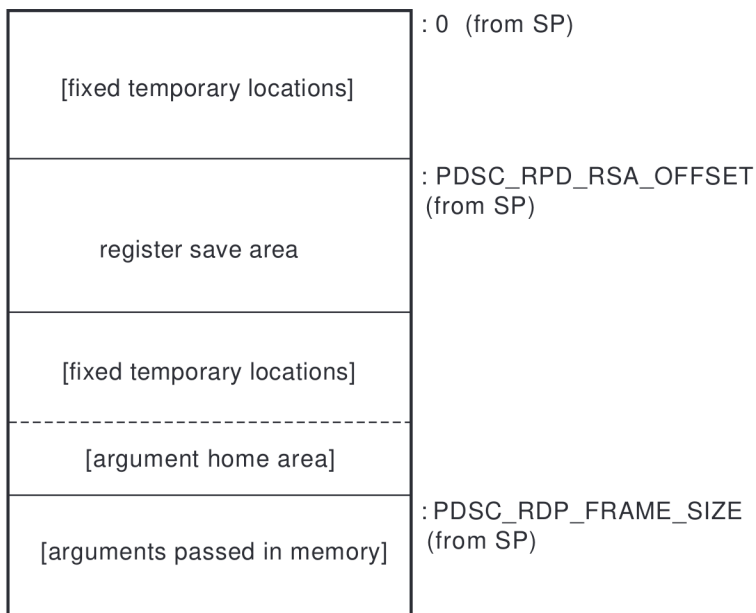 : 0 (from SP)
[fixed temporary locations]
: PDSC_RPD_RSA_OFFSET
(from SP)
register save area
[fixed temporary locations]
[argument home area]
: PDSC_RDP_FRAME_SIZE
(from SP)
[arguments passed in memory]